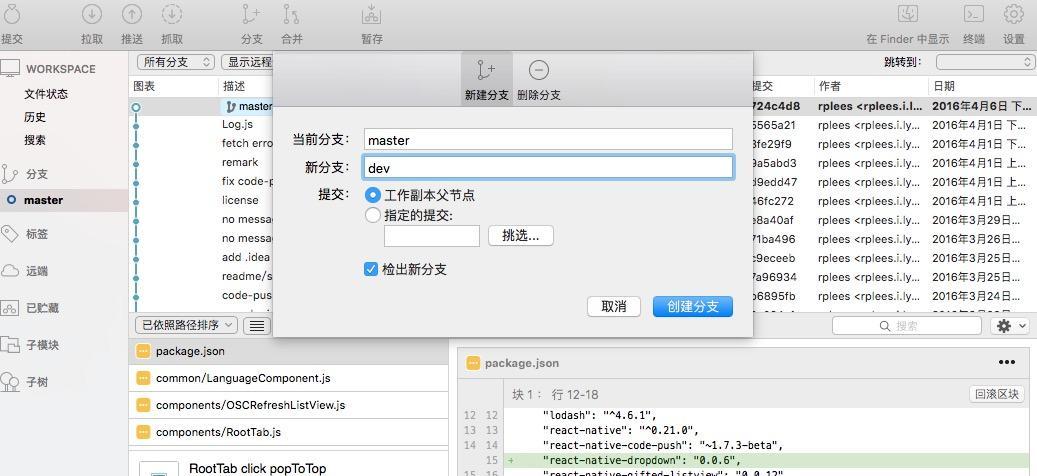 提交 拉取 推送 抓取 分支 合并 暂存 在 Finder 中显示 终端 设置
WORKSPACE
文件状态
历史
搜索
分支
master
标签
远端
已贮藏
子模块
子树
所有分支 显示远程 跳转到:
图表 描述 提交 作者 日期
master 724c4d8 rplees <rplees.i.ly... 2016年4月6日 下...
Log.js 5565a21 rplees <rplees.i.ly... 2016年4月1日 下...
fetch erro 3fe29f9 rplees <rplees.i.ly... 2016年4月1日 下...
remark 9a5abd3 rplees <rplees.i.ly... 2016年4月1日 上...
fix code-p d9edd47 rplees <rplees.i.ly... 2016年4月1日 上...
license 46fc272 rplees <rplees.i.ly... 2016年4月1日 上...
no messag e8a40af rplees <rplees.i.ly... 2016年3月29日...
no messag 71ba496 rplees <rplees.i.ly... 2016年3月26日...
add .idea c9eceeb rplees <rplees.i.ly... 2016年3月25日...
readme/s 7a96934 rplees <rplees.i.ly... 2016年3月25日...
code-pus b6895fb rplees <rplees.i.ly... 2016年3月24日...
新建分支 删除分支
当前分支: master
新分支: dev
提交: 工作副本父节点
指定的提交:
挑选...
检出新分支
取消 创建分支
已依照路径排序 搜索
package.json
common/LanguageComponent.js
components/OSCRefreshListView.js
components/RootTab.js
RootTab click popToTop
package.json
块 1： 行 12-18 回滚区块
12 12 "lodash": "^4.6.1",
13 13 "react-native": "^0.21.0",
14 14 "react-native-code-push": "~1.7.3-beta",
15 + "react-native-dropdown": "0.0.6",
15 16 "react-native-gifted-listview": "0.0.12",